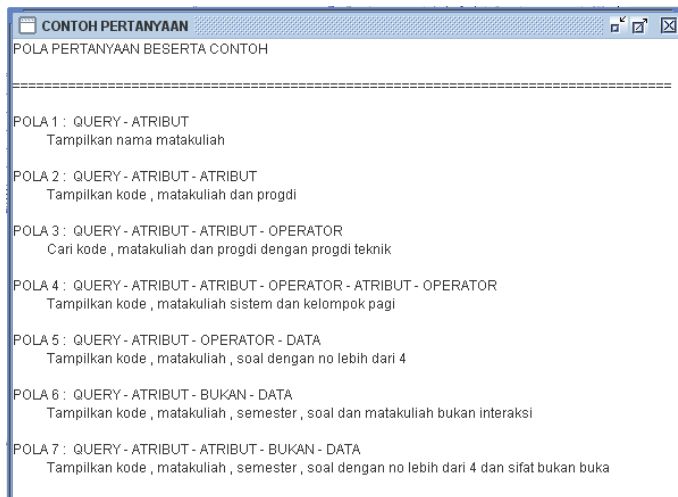 CONTOH PERTANYAAN
POLA PERTANYAAN BESERTA CONTOH
================================================================================
POLA 1 : QUERY - ATRIBUT
Tampilkan nama matakuliah
POLA 2 : QUERY - ATRIBUT - ATRIBUT
Tampilkan kode , matakuliah dan progdi
POLA 3 : QUERY - ATRIBUT - ATRIBUT - OPERATOR
Cari kode , matakuliah dan progdi dengan progdi teknik
POLA 4 : QUERY - ATRIBUT - ATRIBUT - OPERATOR - ATRIBUT - OPERATOR
Tampilkan kode , matakuliah sistem dan kelompok pagi
POLA 5 : QUERY - ATRIBUT - OPERATOR - DATA
Tampilkan kode , matakuliah , soal dengan no lebih dari 4
POLA 6 : QUERY - ATRIBUT - BUKAN - DATA
Tampilkan kode , matakuliah , semester , soal dan matakuliah bukan interaksi
POLA 7 : QUERY - ATRIBUT - ATRIBUT - BUKAN - DATA
Tampilkan kode , matakuliah , semester , soal dengan no lebih dari 4 dan sifat bukan buka